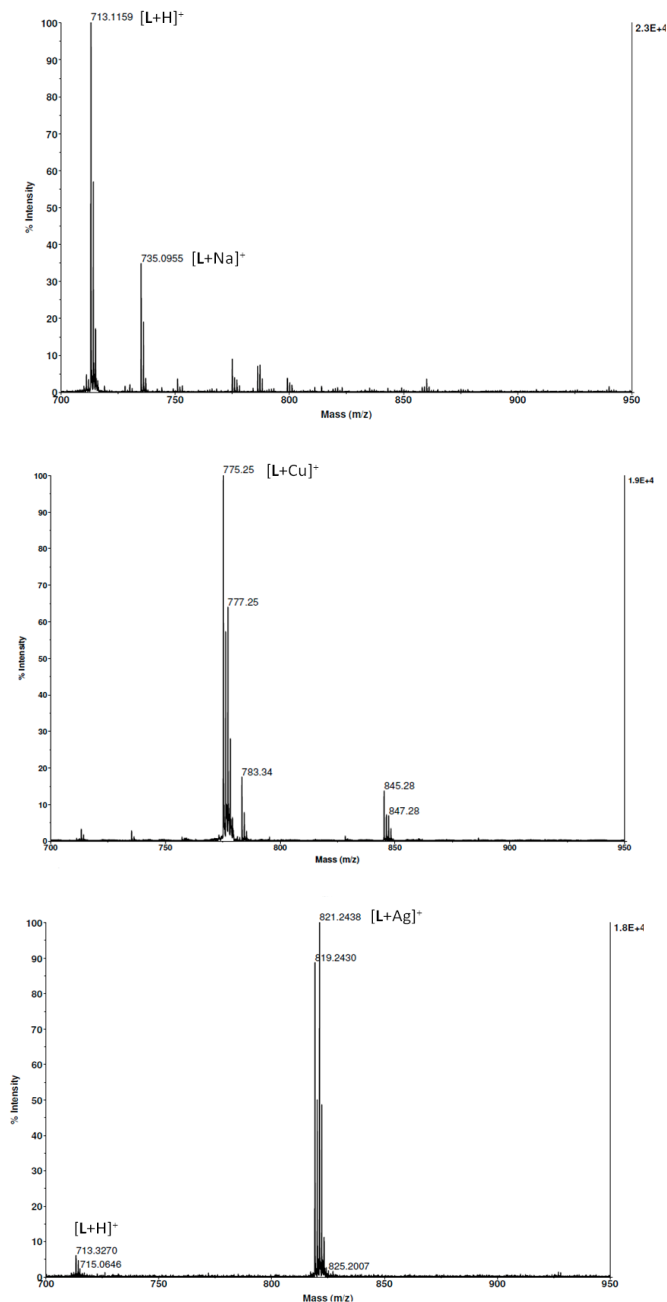 713.1159 [L+H]+
2.3E+4
100
90
80
70
60
50
40
30
20
10
0
% Intensity
735.0955 [L+Na]+
700 750 800 850 900 950
Mass (m/z)
775.25 [L+Cu]+
1.9E+4
100
90
80
70
60
50
40
30
20
10
0
% Intensity
777.25
783.34
845.28
847.28
700 750 800 850 900 950
Mass (m/z)
821.2438 [L+Ag]+
1.8E+4
100
90
80
70
60
50
40
30
20
10
0
% Intensity
819.2430
[L+H]+
713.3270
715.0646
825.2007
700 750 800 850 900 950
Mass (m/z)